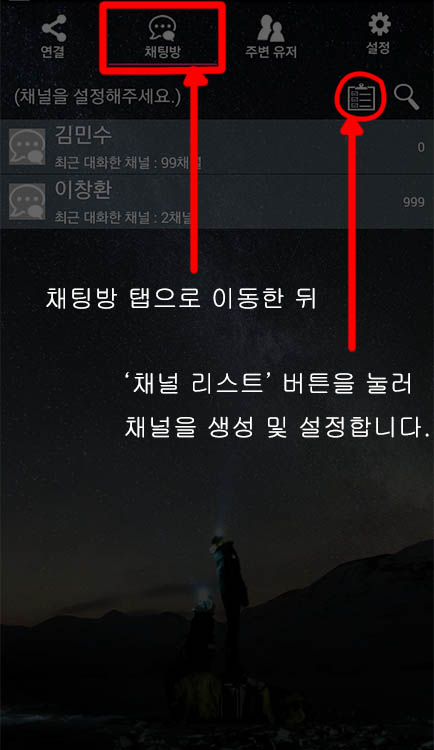 연결
채팅방
주변 유저
설정
(채널을 설정해주세요.)
김민수
0
최근 대화한 채널 : 99채널
이창환
999
최근 대화한 채널 : 2채널
채팅방 탭으로 이동한 뒤
‘채널 리스트’ 버튼을 눌러
채널을 생성 및 설정합니다.